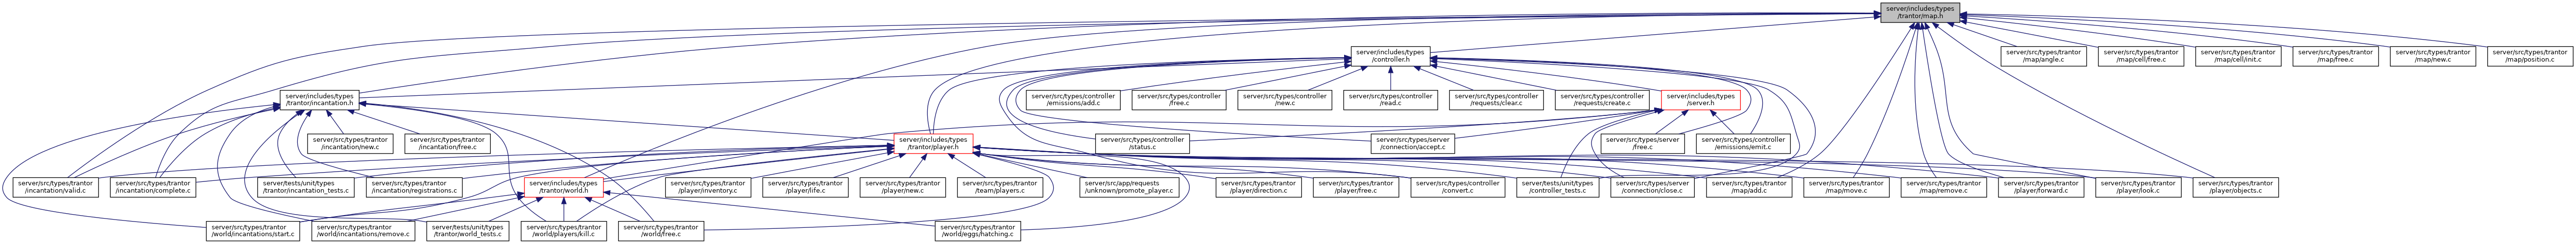 server/includes/types
/trantor/map.h
server/includes/types
/controller.h
server/src/types/trantor
/map/angle.c
server/src/types/trantor
/map/cell/free.c
server/src/types/trantor
/map/cell/init.c
server/src/types/trantor
/map/free.c
server/src/types/trantor
/map/new.c
server/src/types/trantor
/map/position.c
server/includes/types
/trantor/incantation.h
server/src/types/controller
/emissions/add.c
server/src/types/controller
/free.c
server/src/types/controller
/new.c
server/src/types/controller
/read.c
server/src/types/controller
/requests/clear.c
server/src/types/controller
/requests/create.c
server/includes/types
/server.h
server/src/types/trantor
/incantation/new.c
server/src/types/trantor
/incantation/free.c
server/includes/types
/trantor/player.h
server/src/types/controller
/status.c
server/src/types/server
/connection/accept.c
server/src/types/server
/free.c
server/src/types/controller
/emissions/emit.c
server/src/types/trantor
/incantation/valid.c
server/src/types/trantor
/incantation/complete.c
server/tests/unit/types
/trantor/incantation_tests.c
server/src/types/trantor
/incantation/registrations.c
server/includes/types
/trantor/world.h
server/src/types/trantor
/player/inventory.c
server/src/types/trantor
/player/life.c
server/src/types/trantor
/player/new.c
server/src/types/trantor
/team/players.c
server/src/app/requests
/unknown/promote_player.c
server/src/types/trantor
/player/direction.c
server/src/types/trantor
/player/free.c
server/src/types/controller
/convert.c
server/tests/unit/types
/controller_tests.c
server/src/types/server
/connection/close.c
server/src/types/trantor
/map/add.c
server/src/types/trantor
/map/move.c
server/src/types/trantor
/map/remove.c
server/src/types/trantor
/player/forward.c
server/src/types/trantor
/player/look.c
server/src/types/trantor
/player/objects.c
server/src/types/trantor
/world/incantations/start.c
server/src/types/trantor
/world/incantations/remove.c
server/tests/unit/types
/trantor/world_tests.c
server/src/types/trantor
/world/players/kill.c
server/src/types/trantor
/world/free.c
server/src/types/trantor
/world/eggs/hatching.c